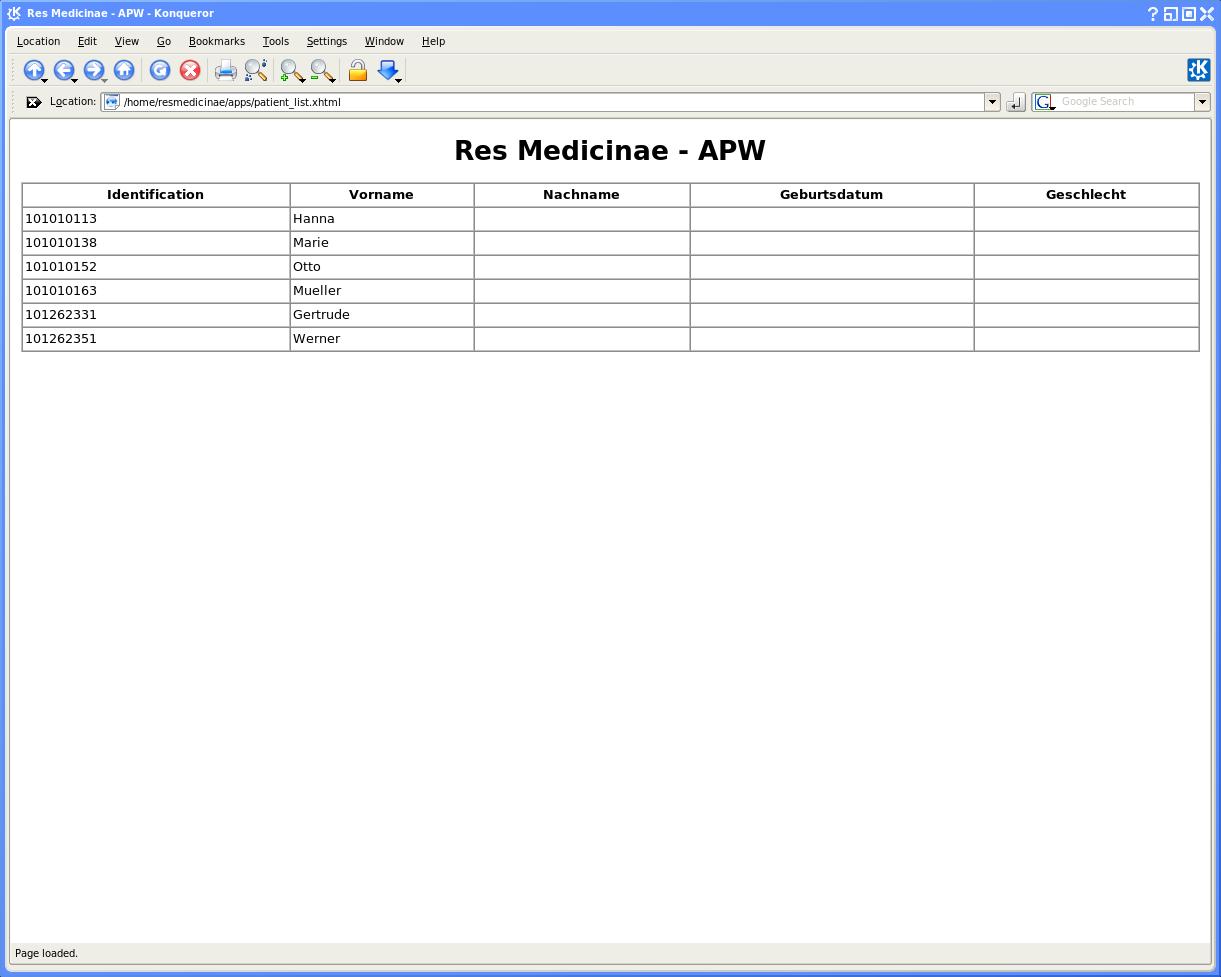 Res Medicinae - APW - Konqueror
Location Edit View Go Bookmarks Tools Settings Window Help
Location: /home/resmedicinae/apps/patient_list.xhtml Google Search
Res Medicinae - APW
Identification Vorname Nachname Geburtsdatum Geschlecht
101010113 Hanna
101010138 Marie
101010152 Otto
101010163 Mueller
101262331 Gertrude
101262351 Werner
Page loaded.